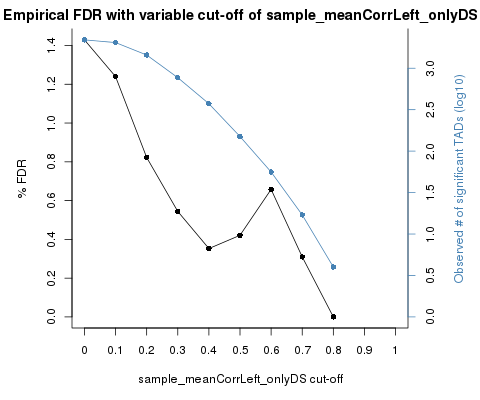 Empirical FDR with variable cut-off of sample_meanCorrLeft_onlyDS
% FDR
0.0 0.2 0.4 0.6 0.8 1.0 1.2 1.4
Observed # of significant TADs (log10)
0.0 0.5 1.0 1.5 2.0 2.5 3.0
0 0.1 0.2 0.3 0.4 0.5 0.6 0.7 0.8 0.9 1
sample_meanCorrLeft_onlyDS cut-off